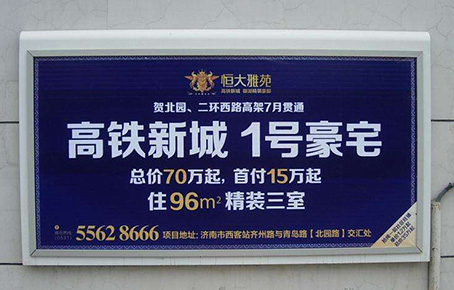 恒大雅苑
贺北园、二环西路高架7月贯通
高铁新城 1号豪宅
总价70万起，首付15万起
住96m² 精装三室
5562 8666 项目地址：济南市西客站齐州路与青岛路【北园路】交汇处